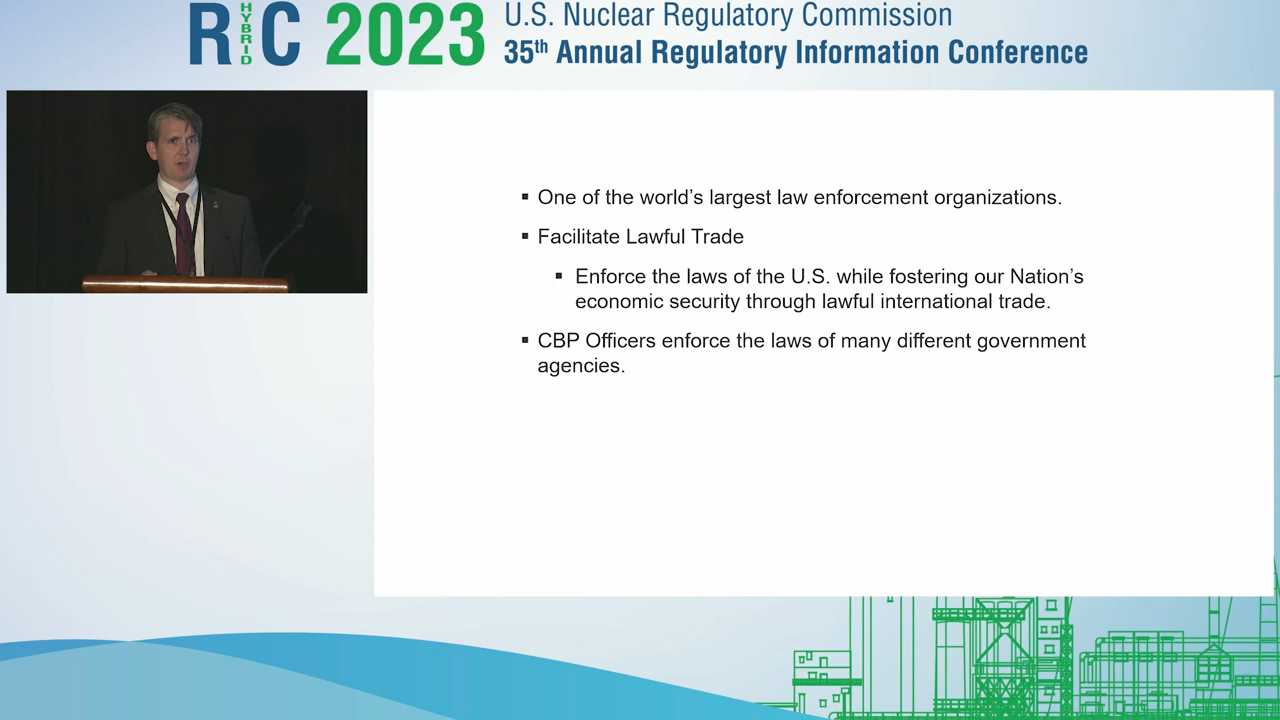 RIC HYBRID 2023
U.S. Nuclear Regulatory Commission
35th Annual Regulatory Information Conference
▪ One of the world’s largest law enforcement organizations.
▪ Facilitate Lawful Trade
▪ Enforce the laws of the U.S. while fostering our Nation’s
economic security through lawful international trade.
▪ CBP Officers enforce the laws of many different government
agencies.